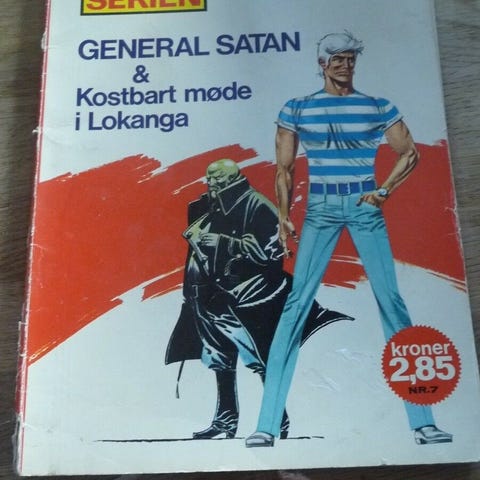 SERIEN
GENERAL SATAN
&
Kostbart møde
i Lokanga
kroner
2,85
NR.7